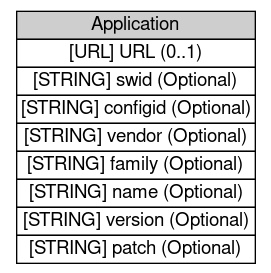 Application
[URL] URL (0..1)
[STRING] swid (Optional)
[STRING] configid (Optional)
[STRING] vendor (Optional)
[STRING] family (Optional)
[STRING] name (Optional)
[STRING] version (Optional)
[STRING] patch (Optional)